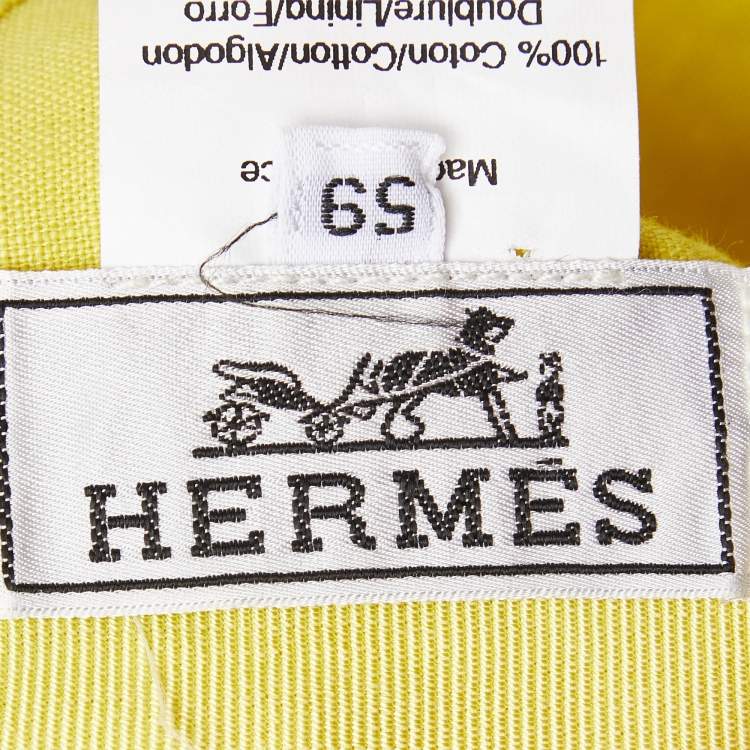 59
100% Coton/Cotton/Algodon
Doublure/Lining/Forro
HERMÈS